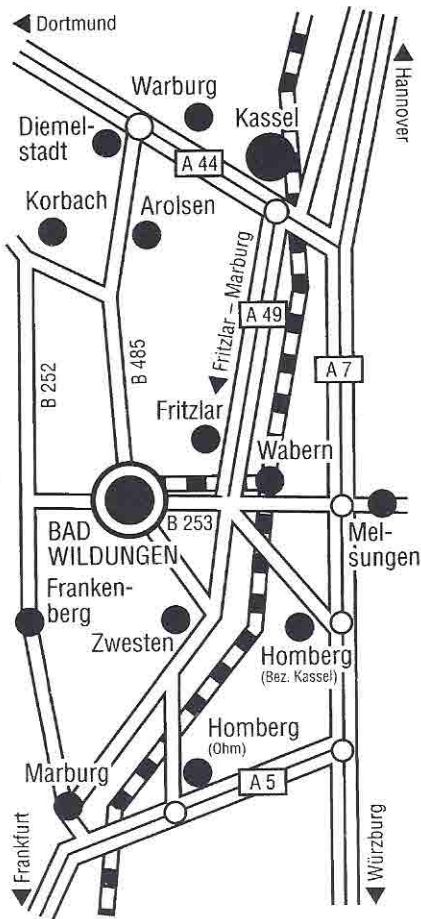 Dortmund
Warburg
Hannover
Diemel-
stadt
Kassel
A 44
Korbach
Arolsen
Fritzlar – Marburg
A 49
B 252
B 485
A 7
Fritzlar
Wabern
B 253
BAD
WILDUNGEN
Mel-
sungen
Franken-
berg
Zwesten
Homberg
(Bez. Kassel)
Homberg
(Ohm)
Marburg
A 5
Frankfurt
Würzburg